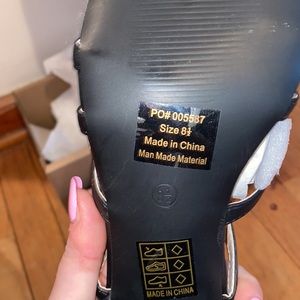 PO# 005587
Size 8½
Made in China
Man Made Material
MADE IN CHINA